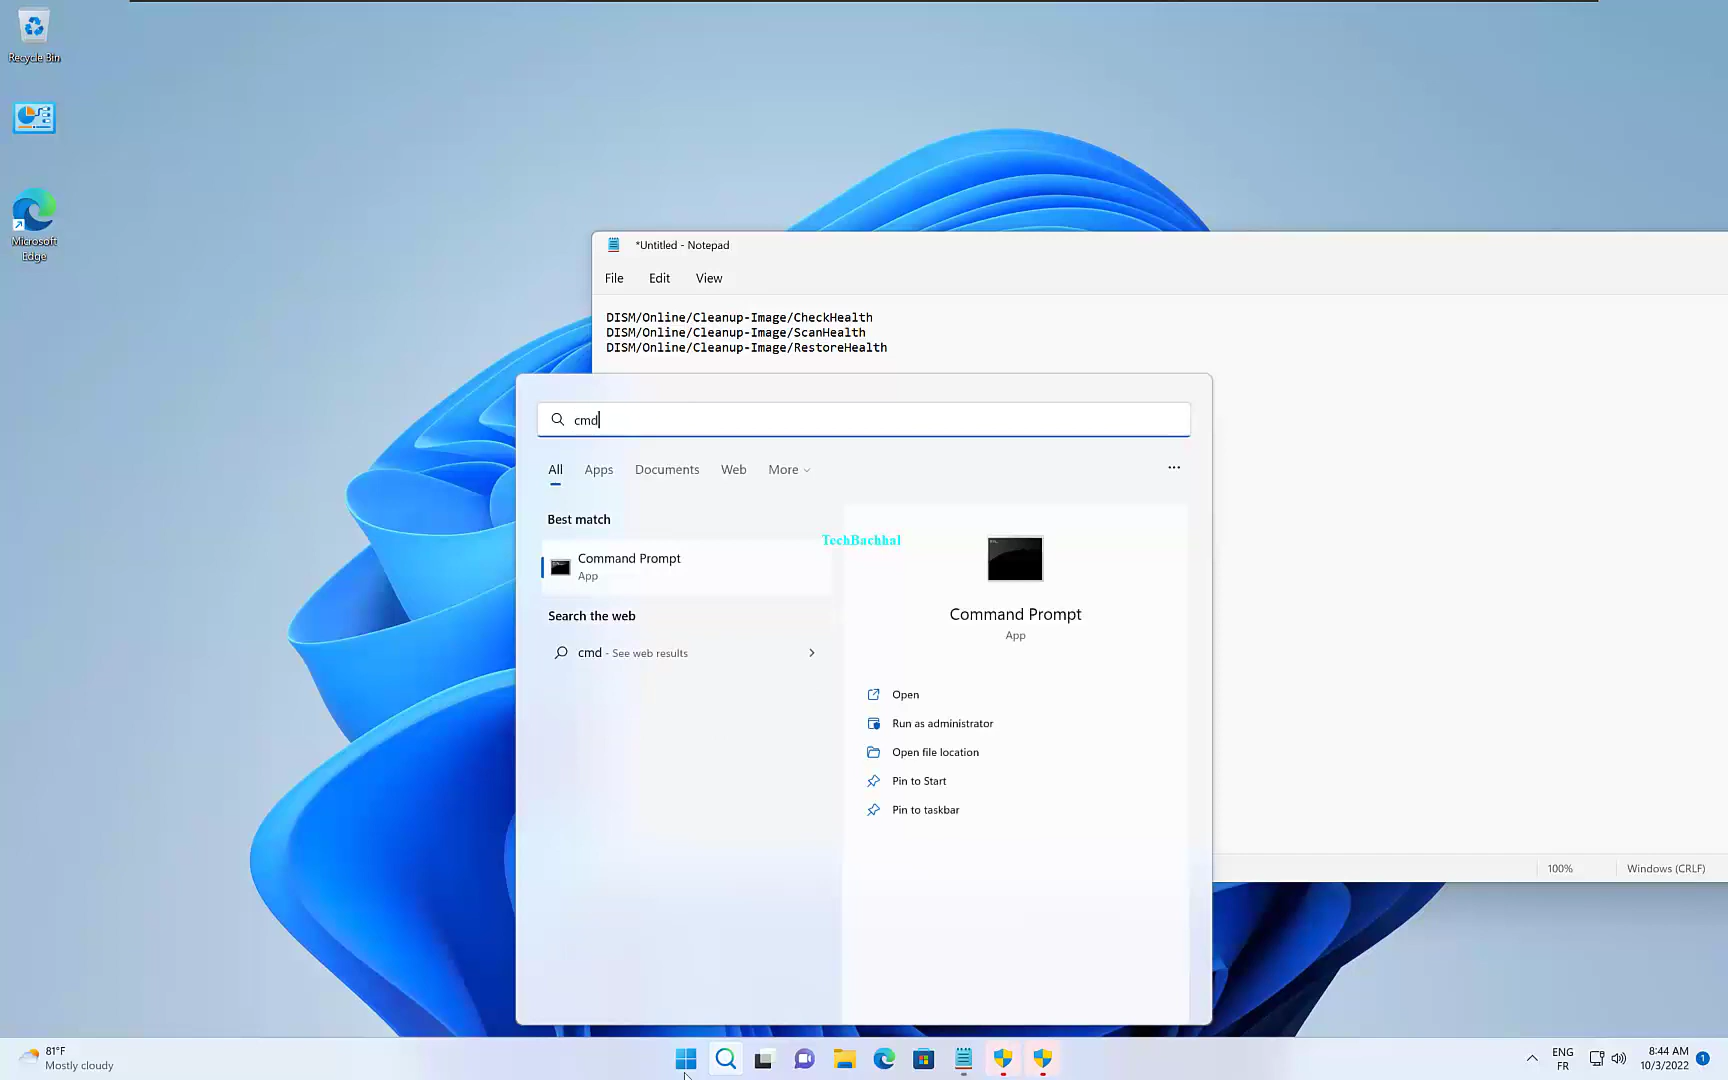 Recycle Bin
Microsoft
Edge
*Untitled - Notepad
File Edit View
DISM/Online/Cleanup-Image/CheckHealth
DISM/Online/Cleanup-Image/ScanHealth
DISM/Online/Cleanup-Image/RestoreHealth
cmd
All Apps Documents Web More
Best match
TechBachhal
Command Prompt
App
Search the web
cmd - See web results
Command Prompt
App
Open
Run as administrator
Open file location
Pin to Start
Pin to taskbar
100% Windows (CRLF)
81°F
Mostly cloudy
ENG
FR
8:44 AM
10/3/2022
1